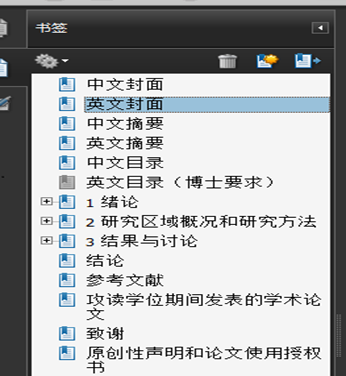 书签
中文封面
英文封面
中文摘要
英文摘要
中文目录
英文目录（博士要求）
1 绪论
2 研究区域概况和研究方法
3 结果与讨论
结论
参考文献
攻读学位期间发表的学术论
文
致谢
原创性声明和论文使用授权
书